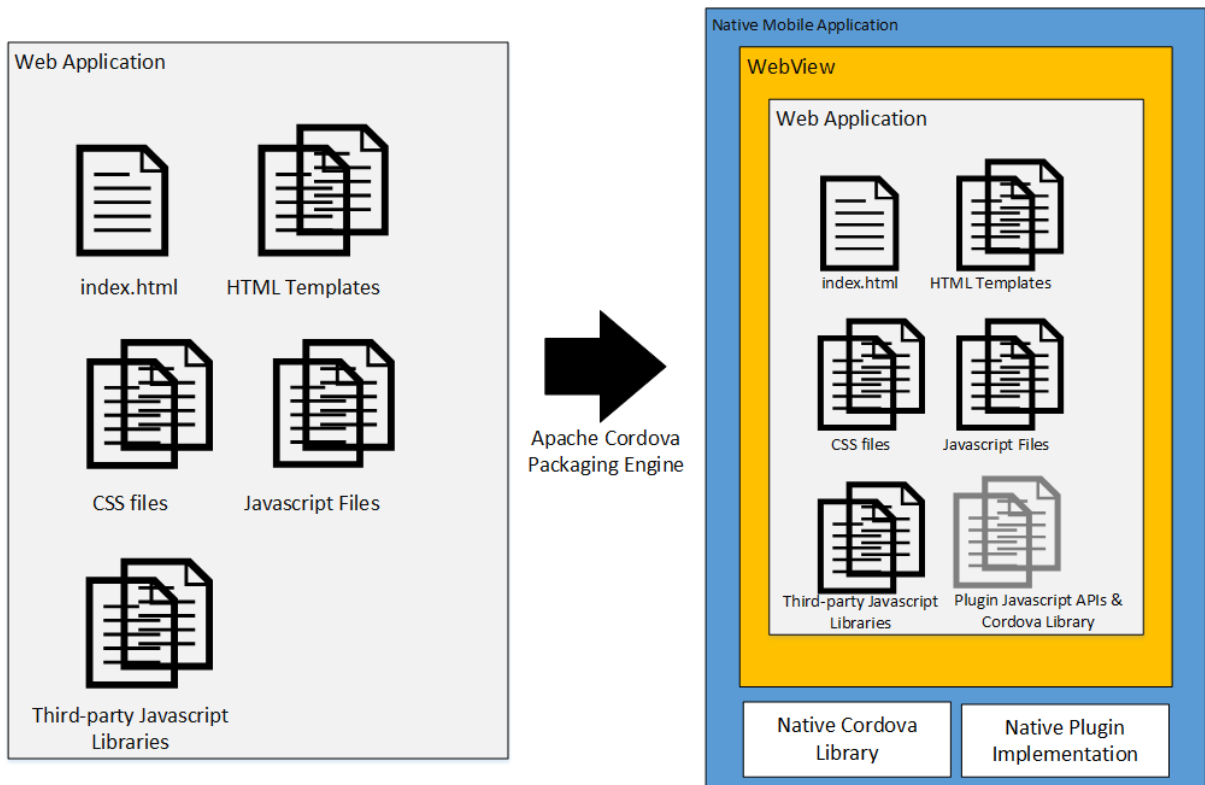 Web Application
index.html
HTML Templates
CSS files
Javascript Files
Third-party Javascript
Libraries
Apache Cordova
Packaging Engine
Native Mobile Application
WebView
Web Application
index.html
HTML Templates
CSS files
Javascript Files
Third-party Javascript
Libraries
Plugin Javascript APIs &
Cordova Library
Native Cordova
Library
Native Plugin
Implementation